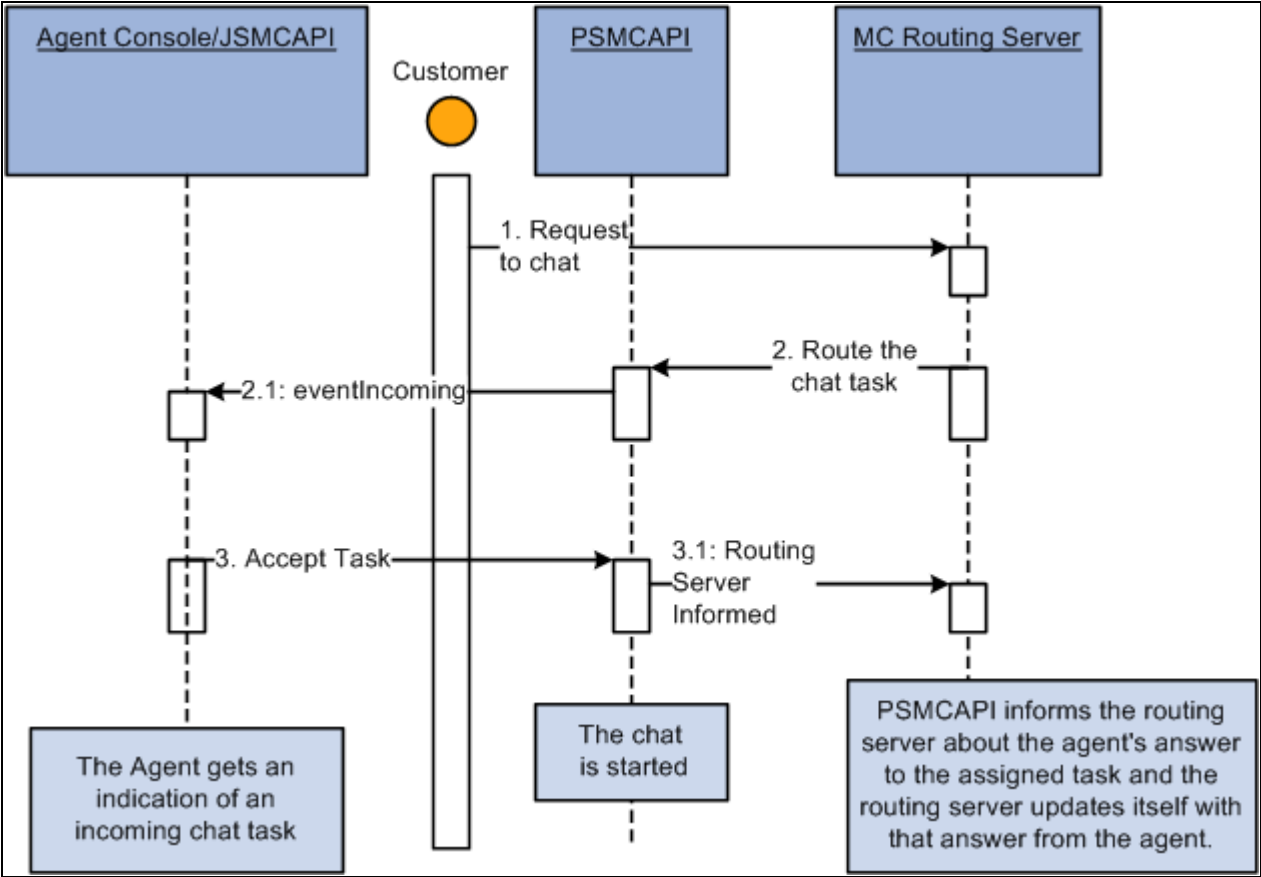 Agent Console/JSMCAPI
Customer
PSMCAPI
MC Routing Server
1. Request
to chat
2. Route the
chat task
2.1: eventIncoming
3. Accept Task
3.1: Routing
Server
Informed
The Agent gets an
indication of an
incoming chat task
The chat
is started
PSMCAPI informs the routing
server about the agent's answer
to the assigned task and the
routing server updates itself with
that answer from the agent.